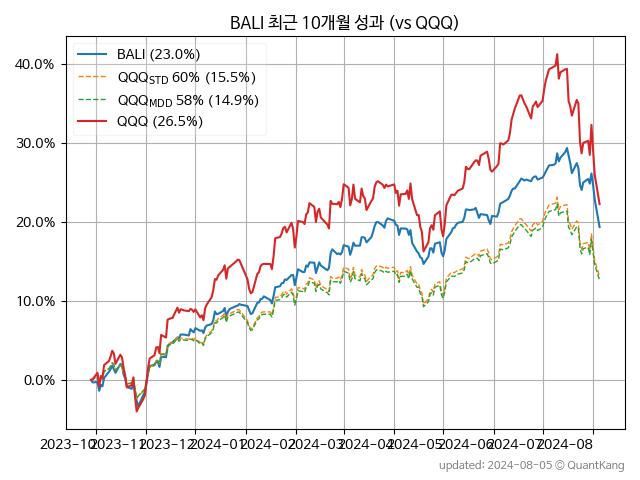 BALI 최근 10개월 성과 (vs QQQ)
BALI (23.0%)
QQQSTD 60% (15.5%)
QQQMDD 58% (14.9%)
QQQ (26.5%)
40.0%
30.0%
20.0%
10.0%
0.0%
2023-10 2023-11 2023-12 2024-01 2024-02 2024-03 2024-04 2024-05 2024-06 2024-07 2024-08
updated: 2024-08-05 © QuantKang